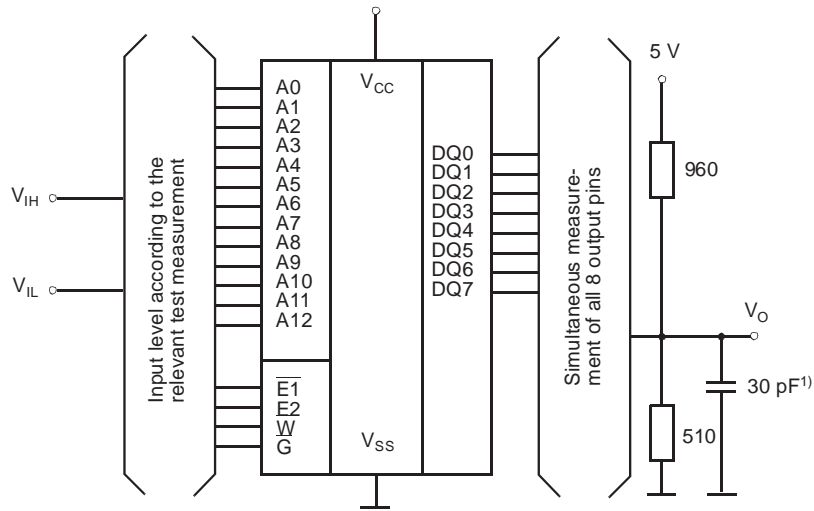 V_IH
V_IL
Input level according to the
relevant test measurement
A0
A1
A2
A3
A4
A5
A6
A7
A8
A9
A10
A11
A12
E̅1̅
E2
W̅
G̅
V_CC
V_SS
DQ0
DQ1
DQ2
DQ3
DQ4
DQ5
DQ6
DQ7
Simultaneous measure-
ment of all 8 output pins
5 V
960
V_O
30 pF¹⁾
510